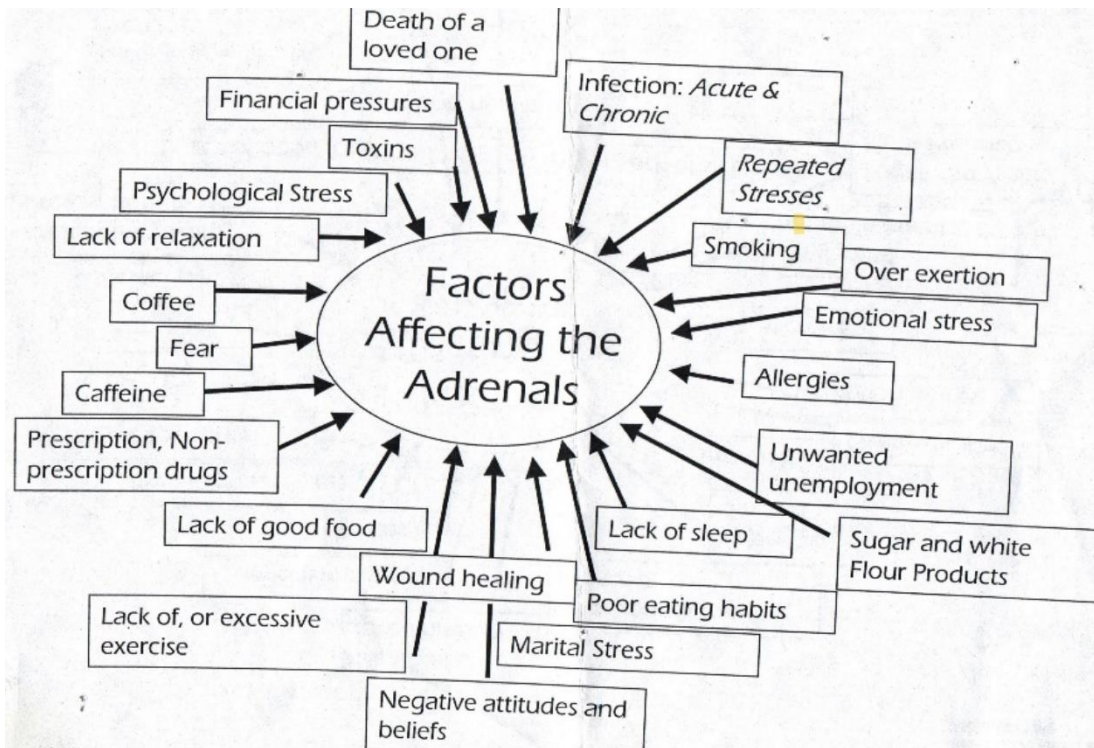 Death of a
loved one
Financial pressures
Infection: Acute &
Chronic
Toxins
Repeated
Stresses
Psychological Stress
Lack of relaxation
Smoking
Over exertion
Factors
Affecting the
Adrenals
Coffee
Emotional stress
Fear
Allergies
Caffeine
Prescription, Non-
prescription drugs
Unwanted
unemployment
Lack of good food
Lack of sleep
Sugar and white
Flour Products
Wound healing
Poor eating habits
Lack of, or excessive
exercise
Marital Stress
Negative attitudes and
beliefs